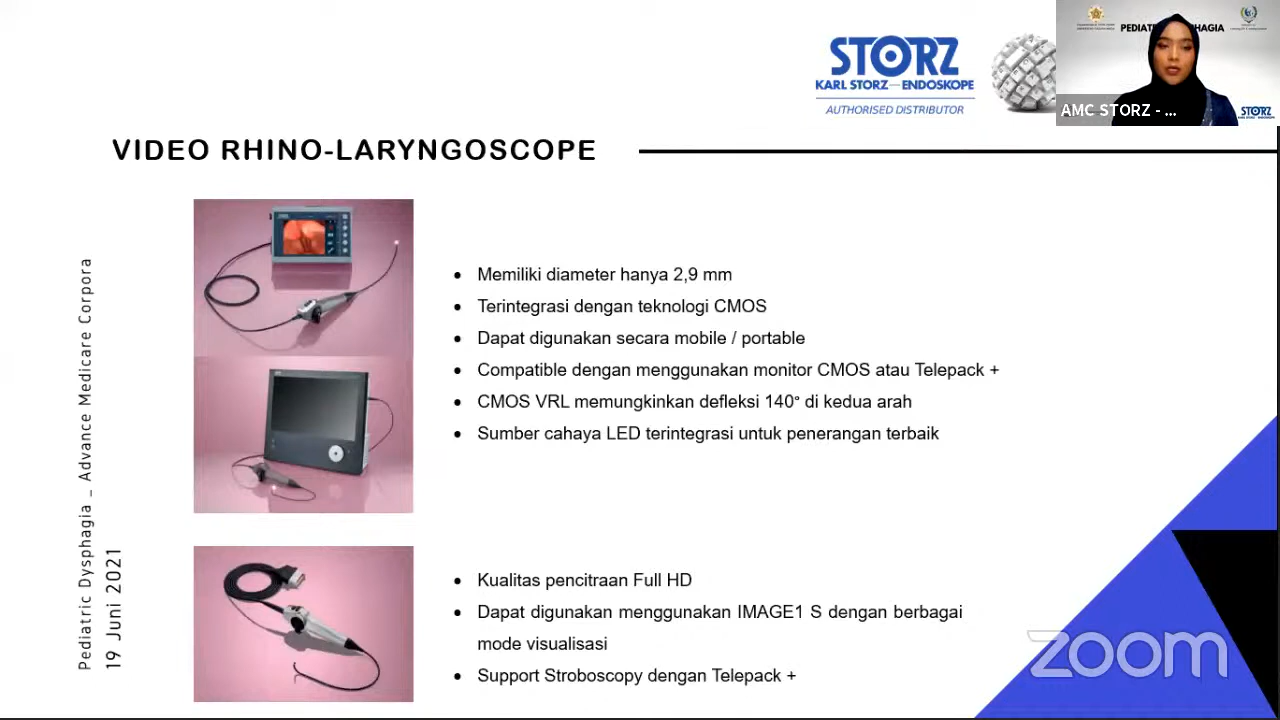 STORZ
KARL STORZ—ENDOSKOPE
AUTHORISED DISTRIBUTOR
AMC STORZ - ...
STORZ
VIDEO RHINO-LARYNGOSCOPE
Memiliki diameter hanya 2,9 mm
Terintegrasi dengan teknologi CMOS
Dapat digunakan secara mobile / portable
Compatible dengan menggunakan monitor CMOS atau Telepack +
CMOS VRL memungkinkan defleksi 140° di kedua arah
Sumber cahaya LED terintegrasi untuk penerangan terbaik
Kualitas pencitraan Full HD
Dapat digunakan menggunakan IMAGE1 S dengan berbagai
mode visualisasi
Support Stroboscopy dengan Telepack +
Pediatric Dysphagia _ Advance Medicare Corpora
19 Juni 2021
zoom